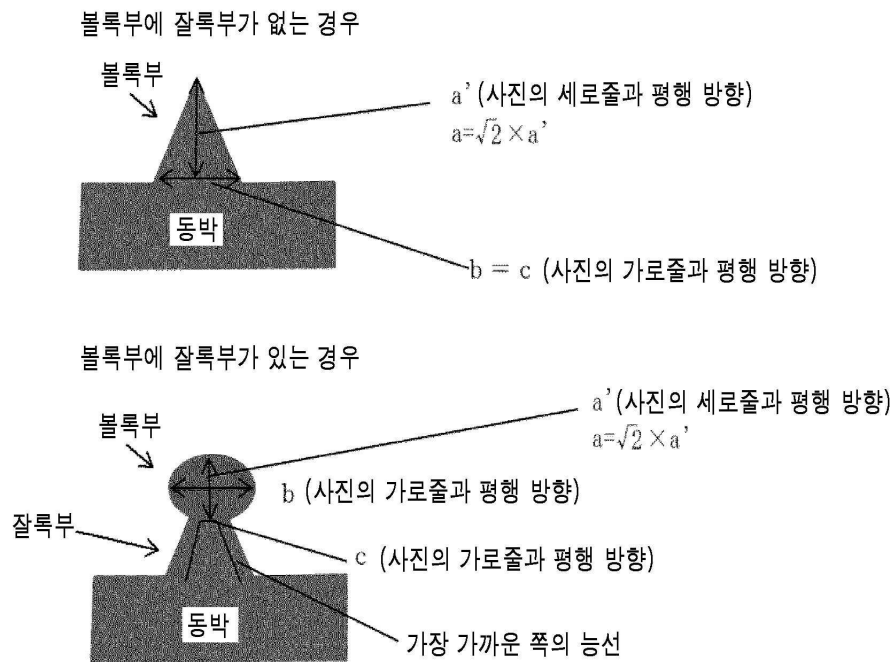 볼록부에 잘록부가 없는 경우
볼록부
a' (사진의 세로줄과 평행 방향)
a=√2 ×a'
동박
b = c (사진의 가로줄과 평행 방향)
볼록부에 잘록부가 있는 경우
a' (사진의 세로줄과 평행 방향)
a=√2 ×a'
볼록부
b (사진의 가로줄과 평행 방향)
잘록부
c (사진의 가로줄과 평행 방향)
동박
가장 가까운 쪽의 능선